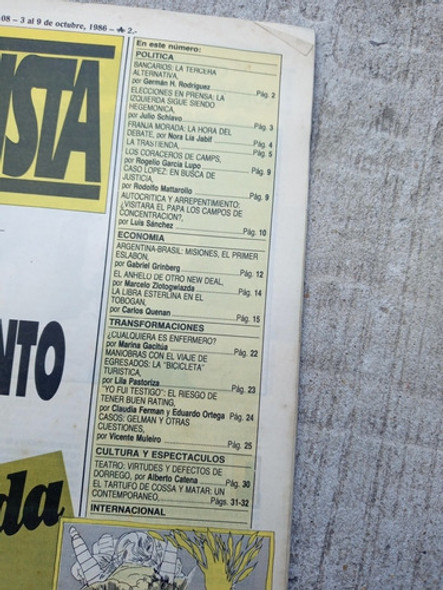 08 – 3 al 9 de octubre, 1986 – ₳ 2.-
ISTA
NTO
da
En este número:
POLITICA
BANCARIOS: LA TERCERA
ALTERNATIVA,
por Germán H. Rodríguez Pág. 2
ELECCIONES EN PRENSA: LA
IZQUIERDA SIGUE SIENDO
HEGEMONICA,
por Julio Schiavo Pág. 3
FRANJA MORADA: LA HORA DEL
DEBATE, por Nora Lia Jabif Pág. 4
LA TRASTIENDA, Pág. 5
LOS CORACEROS DE CAMPS,
por Rogelio García Lupo Pág. 9
CASO LOPEZ: EN BUSCA DE
JUSTICIA,
por Rodolfo Mattarollo Pág. 9
AUTOCRITICA Y ARREPENTIMIENTO:
¿VISITARA EL PAPA LOS CAMPOS DE
CONCENTRACION?,
por Luis Sánchez Pág. 10
ECONOMIA
ARGENTINA-BRASIL: MISIONES, EL PRIMER
ESLABON,
por Gabriel Grinberg Pág. 12
EL ANHELO DE OTRO NEW DEAL,
por Marcelo Zlotogwiazda Pág. 14
LA LIBRA ESTERLINA EN EL
TOBOGAN,
por Carlos Quenan Pág. 15
TRANSFORMACIONES
¿CUALQUIERA ES ENFERMERO?
por Marina Gacitúa Pág. 22
MANIOBRAS CON EL VIAJE DE
EGRESADOS: LA "BICICLETA"
TURISTICA,
por Lila Pastoriza Pág. 23
"YO FUI TESTIGO": EL RIESGO DE
TENER BUEN RATING,
por Claudia Ferman y Eduardo Ortega Pág. 24
CASOS: GELMAN Y OTRAS
CUESTIONES,
por Vicente Muleiro Pág. 25
CULTURA Y ESPECTACULOS
TEATRO: VIRTUDES Y DEFECTOS DE
DORREGO, por Alberto Catena Pág. 30
EL TARTUFO DE COSSA Y MATAR: UN
CONTEMPORANEO, Págs. 31-32
INTERNACIONAL